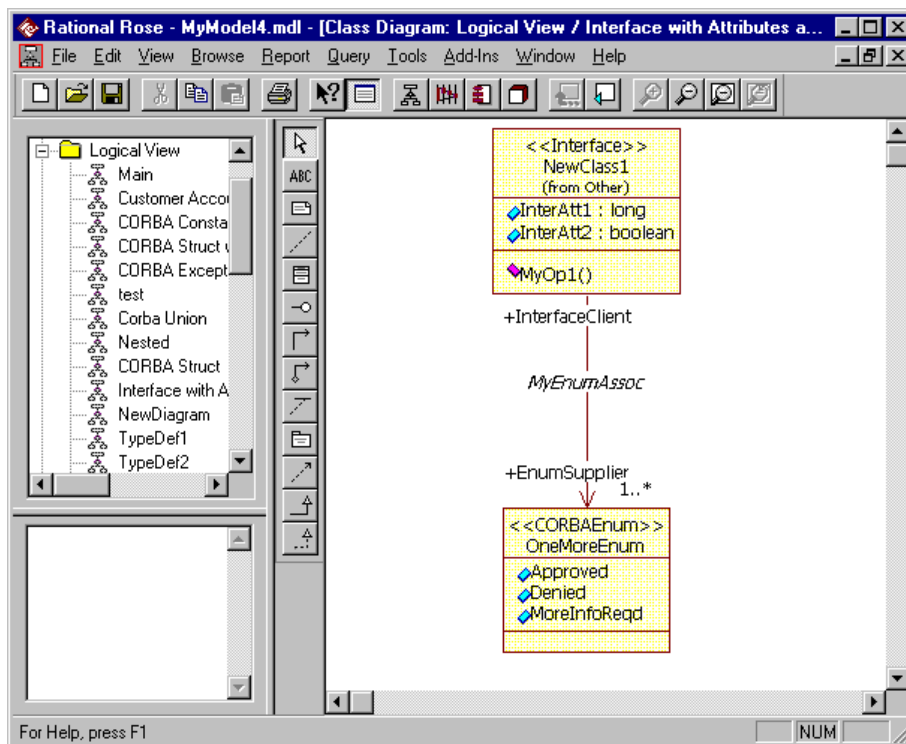 Rational Rose - MyModel4.mdl - [Class Diagram: Logical View / Interface with Attributes a...
File Edit View Browse Report Query Tools Add-Ins Window Help
Logical View
Main
Customer Accou
CORBA Consta
CORBA Struct u
CORBA Except
test
Corba Union
Nested
CORBA Struct
Interface with A
NewDiagram
TypeDef1
TypeDef2
ABC
<<Interface>>
NewClass1
(from Other)
InterAtt1 : long
InterAtt2 : boolean
MyOp1()
+InterfaceClient
MyEnumAssoc
+EnumSupplier
1..*
<<CORBAEnum>>
OneMoreEnum
Approved
Denied
MoreInfoReqd
For Help, press F1
NUM